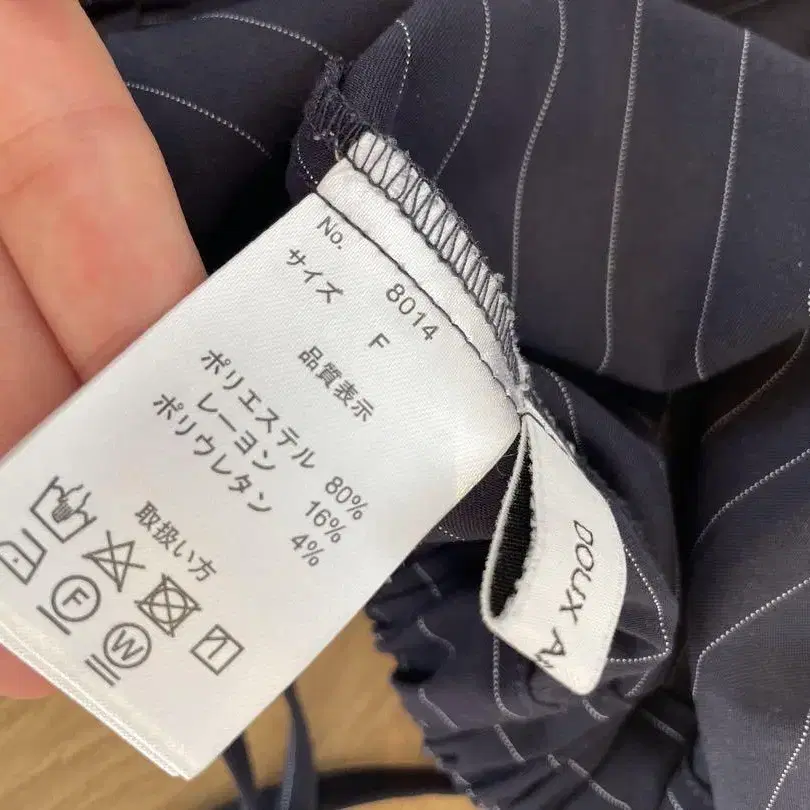 No. 8014
サイズ F
品質表示
ポリエステル 80%
レーヨン 16%
ポリウレタン 4%
取扱い方
F
W
DOUX A